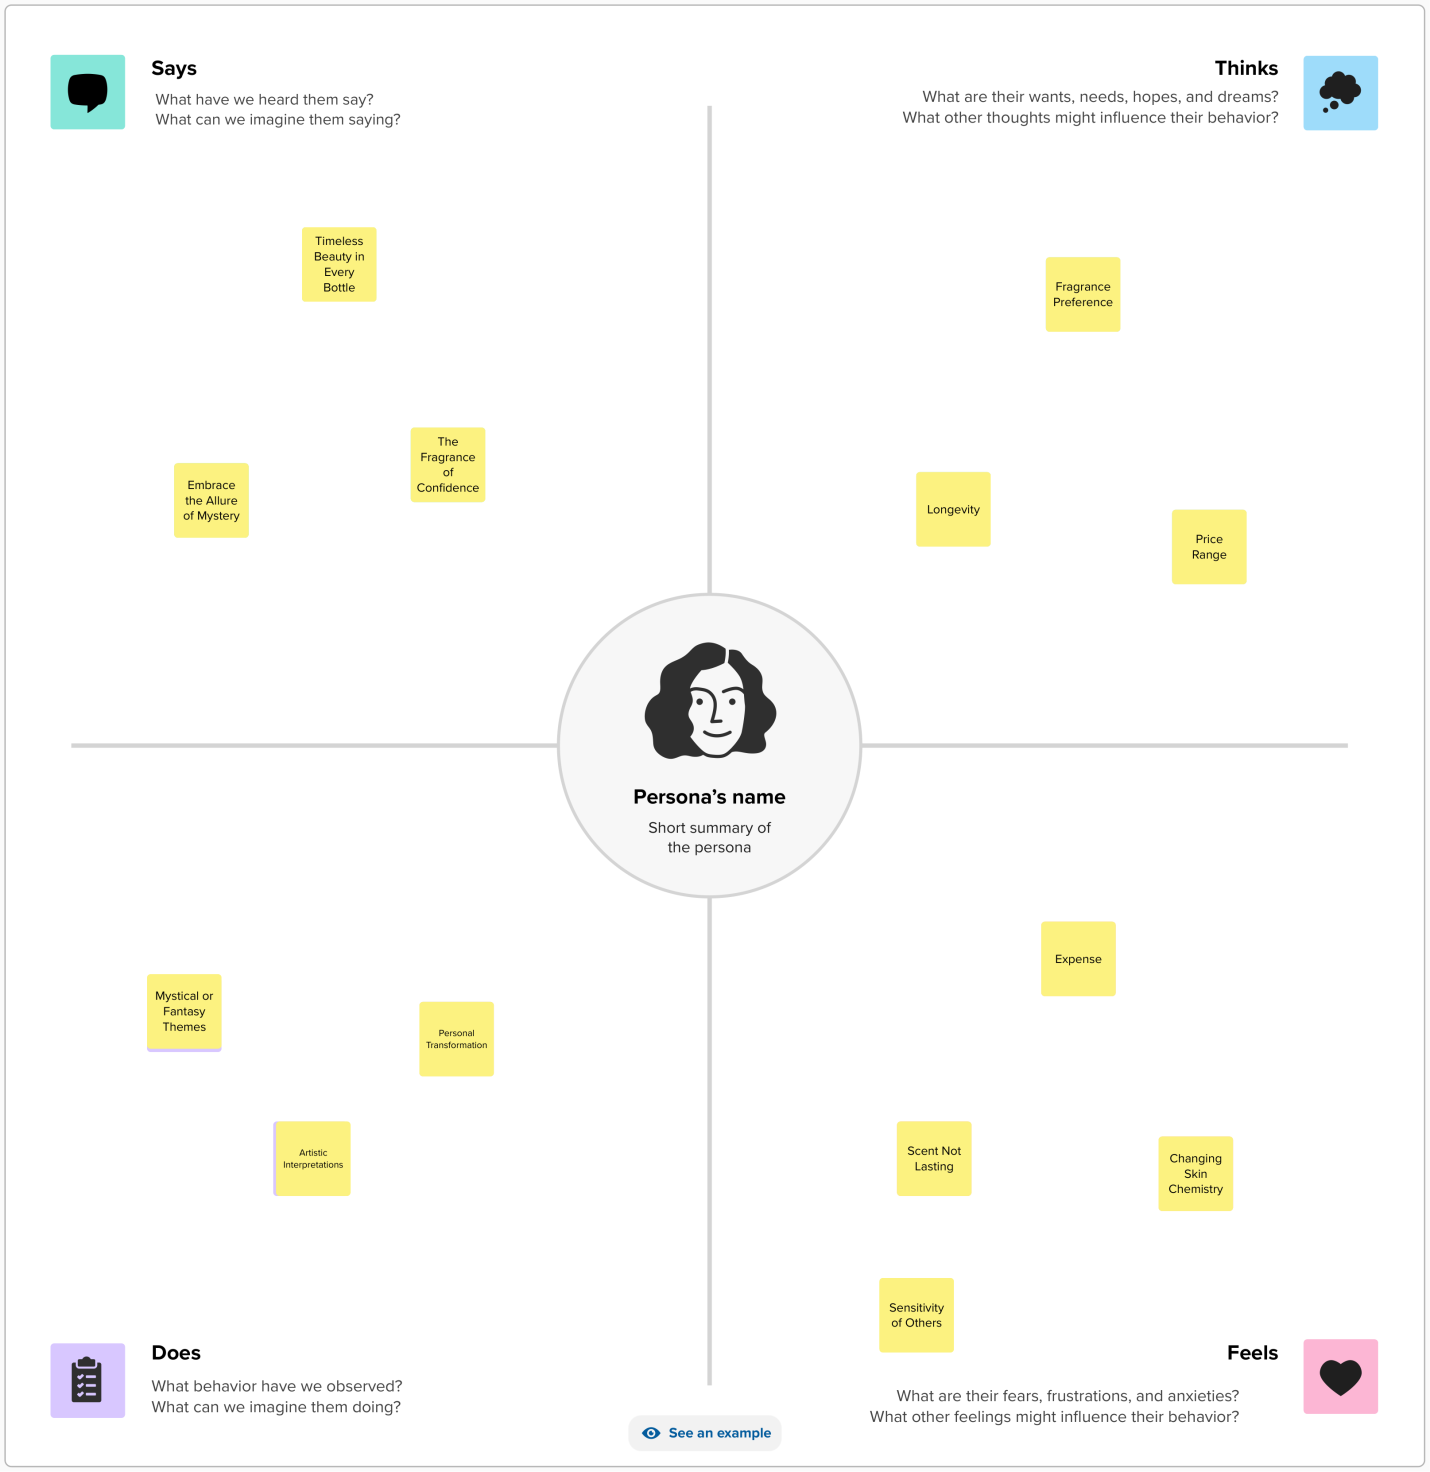 Says
What have we heard them say?
What can we imagine them saying?
Thinks
What are their wants, needs, hopes, and dreams?
What other thoughts might influence their behavior?
Timeless
Beauty in
Every
Bottle
Fragrance
Preference
The
Fragrance
of
Confidence
Embrace
the Allure
of Mystery
Longevity
Price
Range
Persona’s name
Short summary of
the persona
Expense
Mystical or
Fantasy
Themes
Personal
Transformation
Artistic
Interpretations
Scent Not
Lasting
Changing
Skin
Chemistry
Sensitivity
of Others
Does
What behavior have we observed?
What can we imagine them doing?
Feels
What are their fears, frustrations, and anxieties?
What other feelings might influence their behavior?
See an example